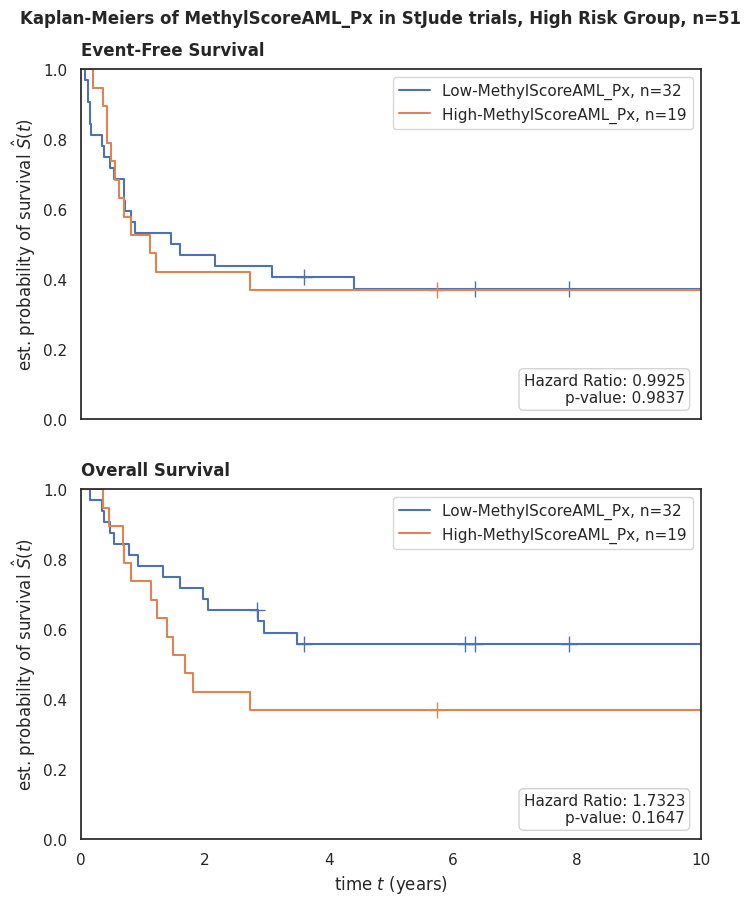 Kaplan-Meiers of MethylScoreAML_Px in StJude trials, High Risk Group, n=51
Event-Free Survival
1.0
0.8
0.6
0.4
0.2
0.0
est. probability of survival Ŝ(t)
Low-MethylScoreAML_Px, n=32
High-MethylScoreAML_Px, n=19
Hazard Ratio: 0.9925
p-value: 0.9837
Overall Survival
1.0
0.8
0.6
0.4
0.2
0.0
est. probability of survival Ŝ(t)
Low-MethylScoreAML_Px, n=32
High-MethylScoreAML_Px, n=19
Hazard Ratio: 1.7323
p-value: 0.1647
0 2 4 6 8 10
time t (years)